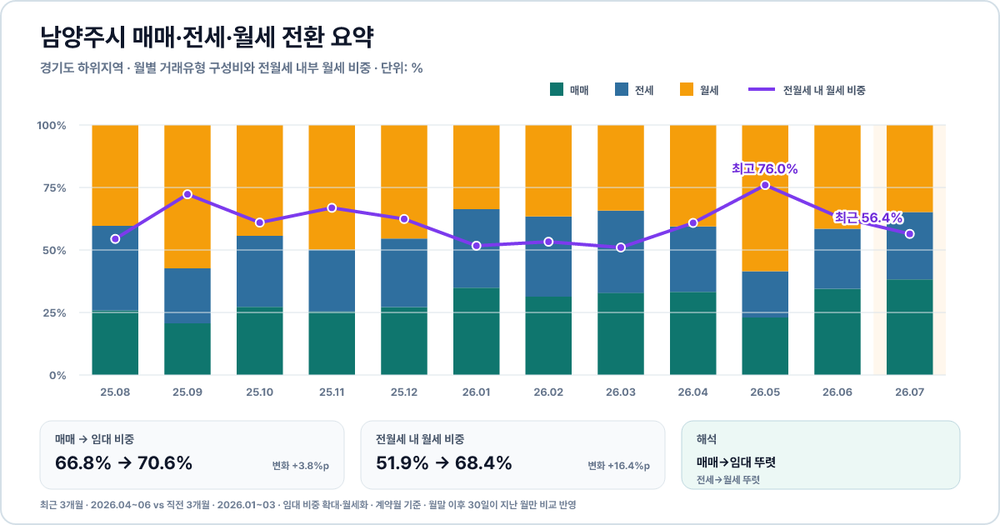 남양주시 매매·전세·월세 전환 요약
경기도 하위지역 · 월별 거래유형 구성비와 전월세 내부 월세 비중 · 단위: %
매매 전세 월세 전월세 내 월세 비중
100%
75%
50%
25%
0%
최고 76.0%
최근 56.4%
25.08 25.09 25.10 25.11 25.12 26.01 26.02 26.03 26.04 26.05 26.06 26.07
매매 → 임대 비중
66.8% → 70.6%
변화 +3.8%p
전월세 내 월세 비중
51.9% → 68.4%
변화 +16.4%p
해석
매매→임대 뚜렷
전세→월세 뚜렷
최근 3개월 · 2026.04~06 vs 직전 3개월 · 2026.01~03 · 임대 비중 확대·월세화 · 계약월 기준 · 월말 이후 30일이 지난 월만 비교 반영